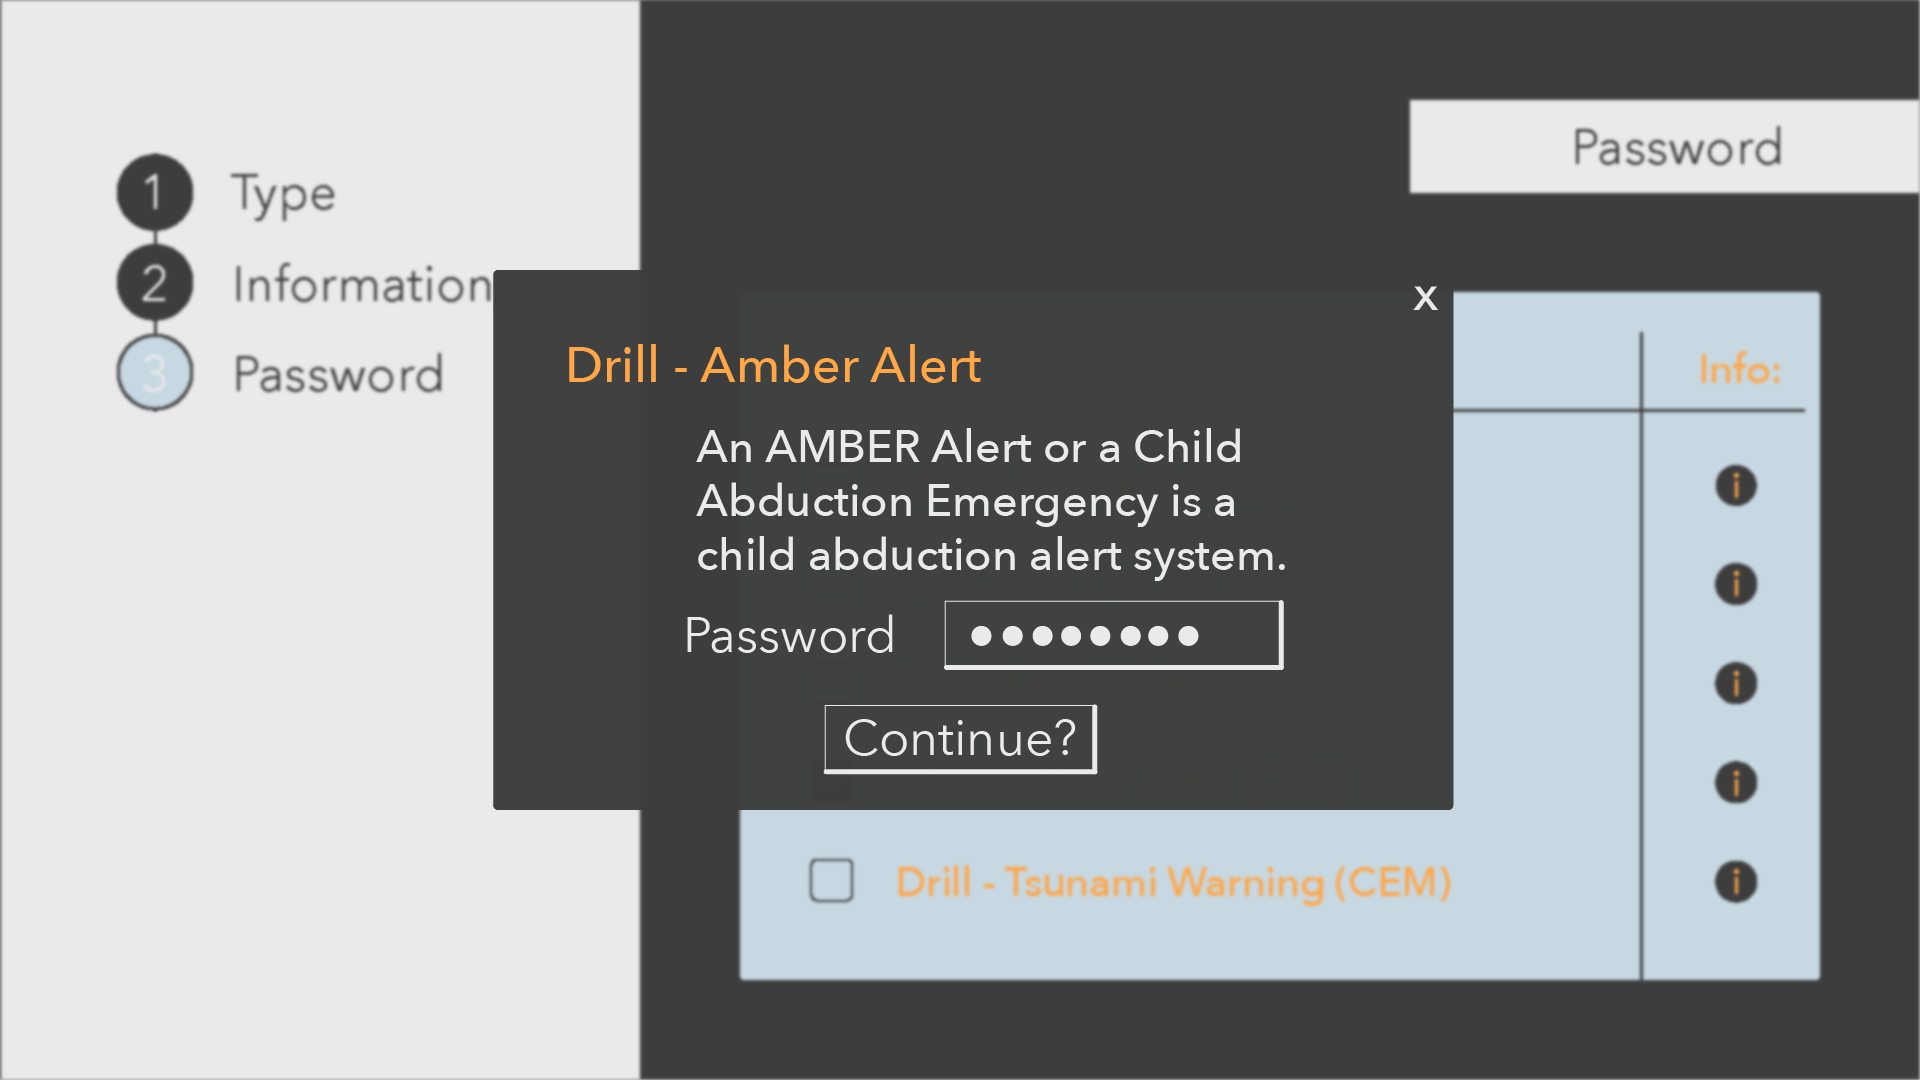 1 Type
2 Information
3 Password
Password
x
Drill - Amber Alert
Info:
An AMBER Alert or a Child
Abduction Emergency is a
child abduction alert system.
Password ●●●●●●●●
Continue?
i
i
i
i
Drill - Tsunami Warning (CEM) i